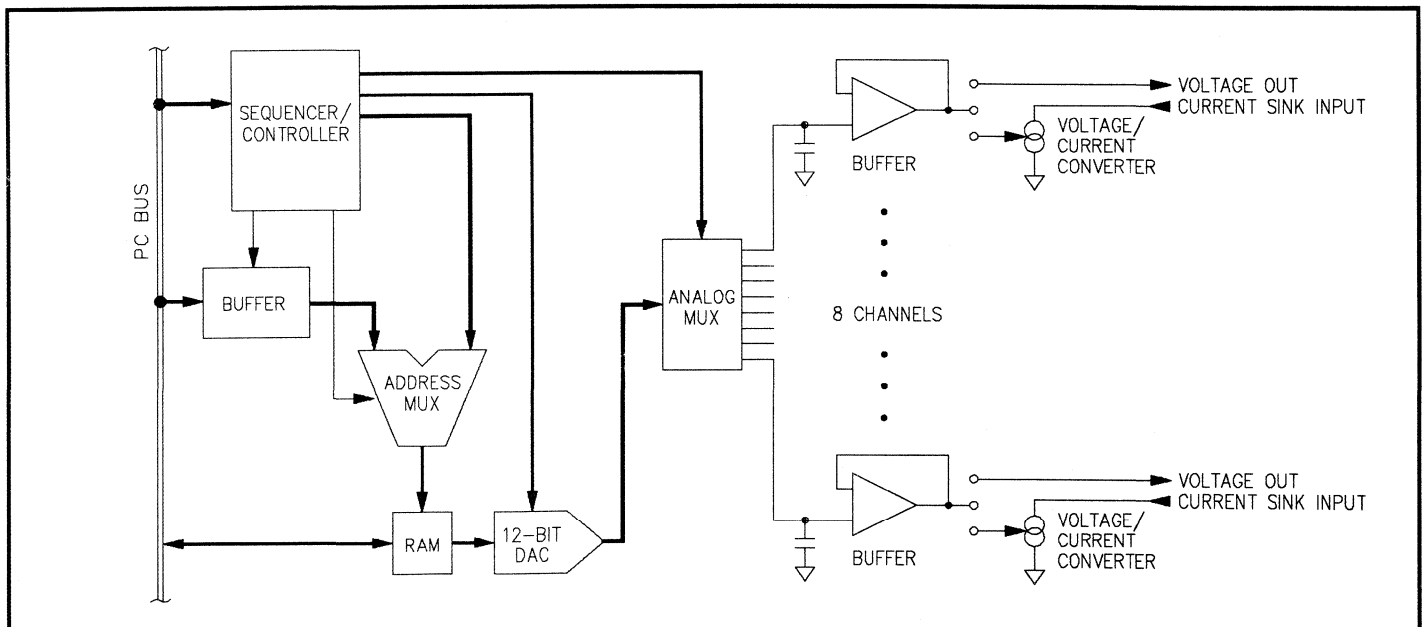 SEQUENCER/
CONTROLLER
PC BUS
BUFFER
ADDRESS
MUX
RAM
12-BIT
DAC
ANALOG
MUX
BUFFER
VOLTAGE OUT
CURRENT SINK INPUT
VOLTAGE/
CURRENT
CONVERTER
8 CHANNELS
BUFFER
VOLTAGE OUT
CURRENT SINK INPUT
VOLTAGE/
CURRENT
CONVERTER